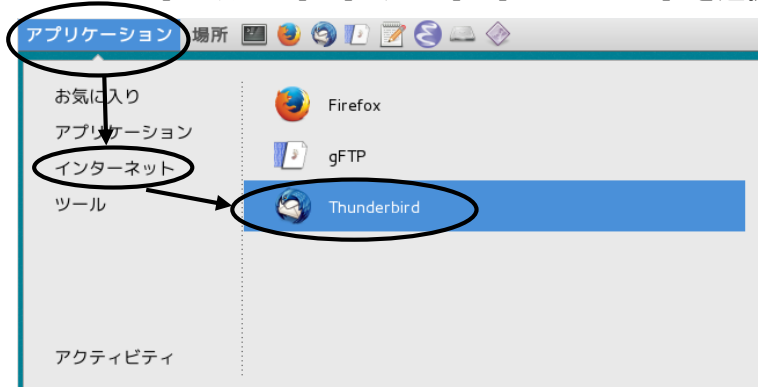 アプリケーション 場所
お気に入り
アプリケーション
インターネット
ツール
アクティビティ
Firefox
gFTP
Thunderbird